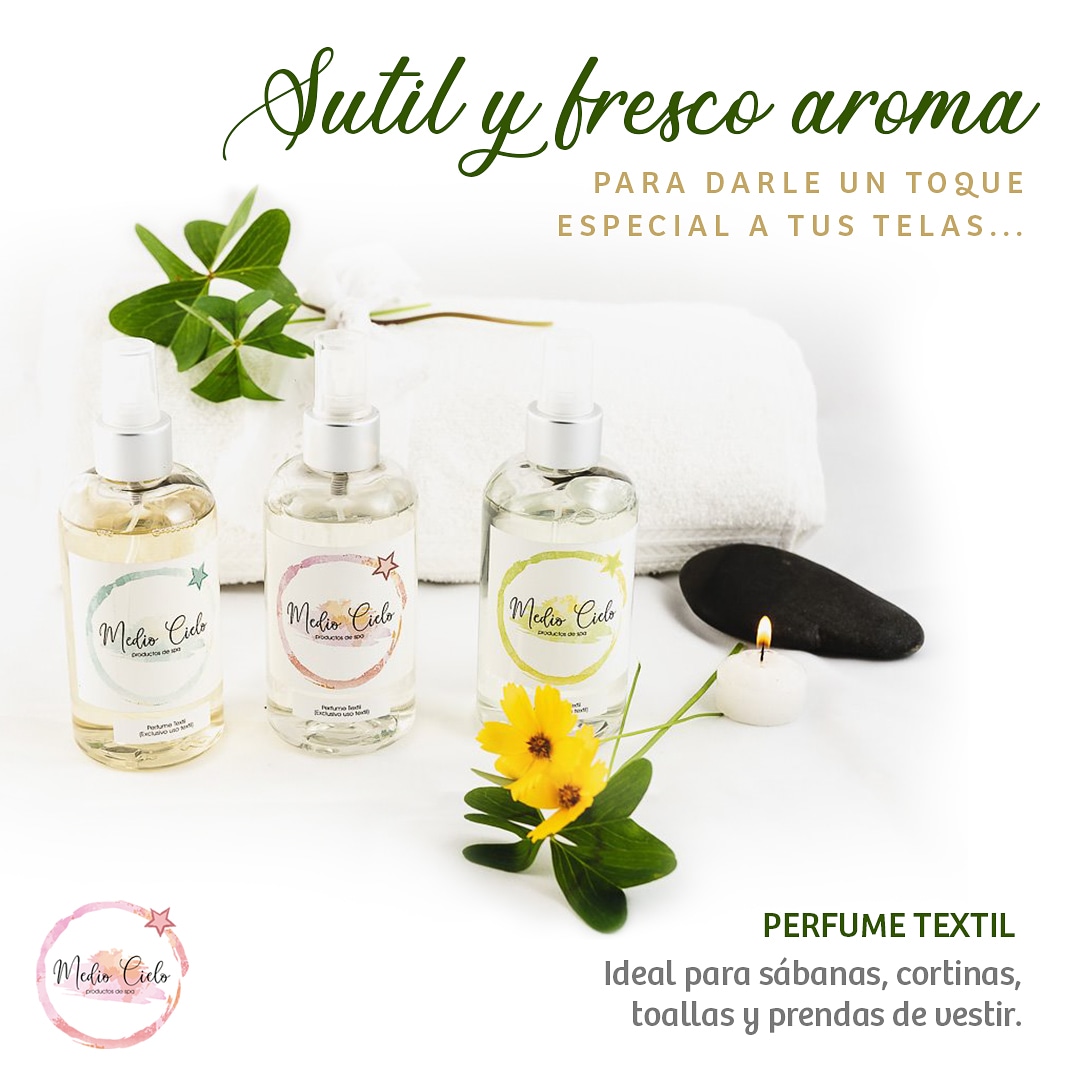 Sutil y fresco aroma
PARA DARLE UN TOQUE
ESPECIAL A TUS TELAS...
Medio Cielo
productos de spa
Perfume Textil
(Exclusivo uso textil)
Medio Cielo
productos de spa
Perfume Textil
(Exclusivo uso textil)
Medio Cielo
productos de spa
PERFUME TEXTIL
Ideal para sábanas, cortinas,
toallas y prendas de vestir.
Medio Cielo
productos de spa